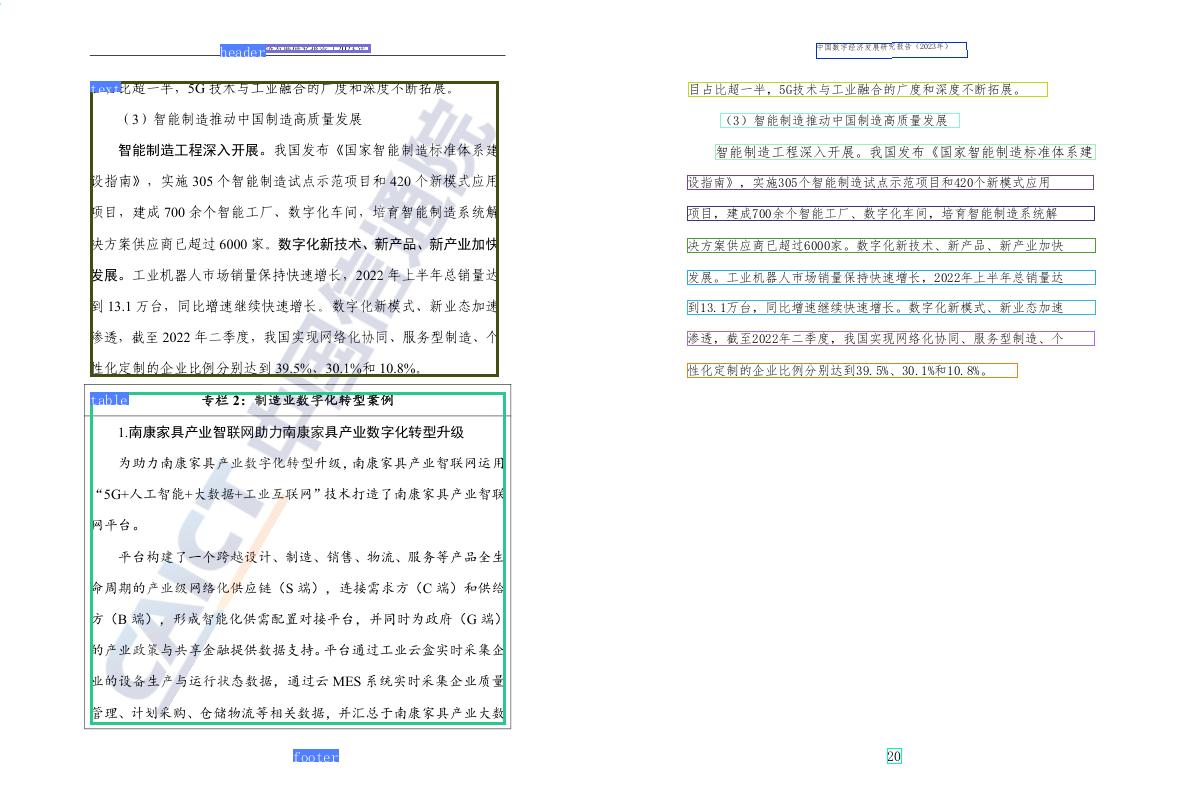 header
text
比超一半，5G 技术与工业融合的广度和深度不断拓展。
（3）智能制造推动中国制造高质量发展
智能制造工程深入开展。我国发布《国家智能制造标准体系建
设指南》，实施 305 个智能制造试点示范项目和 420 个新模式应用
项目，建成 700 余个智能工厂、数字化车间，培育智能制造系统解
决方案供应商已超过 6000 家。数字化新技术、新产品、新产业加快
发展。工业机器人市场销量保持快速增长，2022 年上半年总销量达
到 13.1 万台，同比增速继续快速增长。数字化新模式、新业态加速
渗透，截至 2022 年二季度，我国实现网络化协同、服务型制造、个
性化定制的企业比例分别达到 39.5%、30.1%和 10.8%。
table
专栏 2：制造业数字化转型案例
1.南康家具产业智联网助力南康家具产业数字化转型升级
为助力南康家具产业数字化转型升级，南康家具产业智联网运用
“5G+人工智能+大数据+工业互联网”技术打造了南康家具产业智联
网平台。
平台构建了一个跨越设计、制造、销售、物流、服务等产品全生
命周期的产业级网络化供应链（S 端），连接需求方（C 端）和供给
方（B 端），形成智能化供需配置对接平台，并同时为政府（G 端）
的产业政策与共享金融提供数据支持。平台通过工业云盒实时采集企
业的设备生产与运行状态数据，通过云 MES 系统实时采集企业质量
管理、计划采购、仓储物流等相关数据，并汇总于南康家具产业大数
footer
CAICT 中国信通院
中国数字经济发展研究报告（2023年）
目占比超一半，5G技术与工业融合的广度和深度不断拓展。
（3）智能制造推动中国制造高质量发展
智能制造工程深入开展。我国发布《国家智能制造标准体系建
设指南》，实施305个智能制造试点示范项目和420个新模式应用
项目，建成700余个智能工厂、数字化车间，培育智能制造系统解
决方案供应商已超过6000家。数字化新技术、新产品、新产业加快
发展。工业机器人市场销量保持快速增长，2022年上半年总销量达
到13.1万台，同比增速继续快速增长。数字化新模式、新业态加速
渗透，截至2022年二季度，我国实现网络化协同、服务型制造、个
性化定制的企业比例分别达到39.5%、30.1%和10.8%。
20